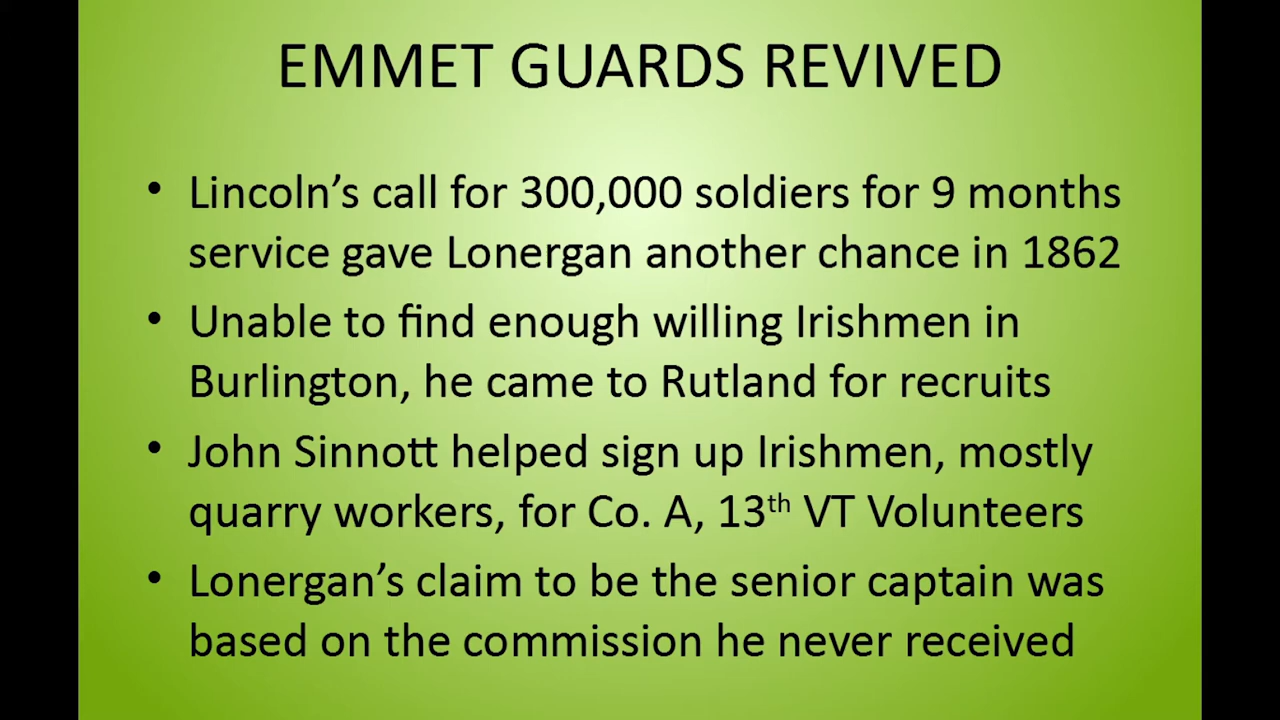 EMMET GUARDS REVIVED
• Lincoln’s call for 300,000 soldiers for 9 months
service gave Lonergan another chance in 1862
• Unable to find enough willing Irishmen in
Burlington, he came to Rutland for recruits
• John Sinnott helped sign up Irishmen, mostly
quarry workers, for Co. A, 13th VT Volunteers
• Lonergan’s claim to be the senior captain was
based on the commission he never received